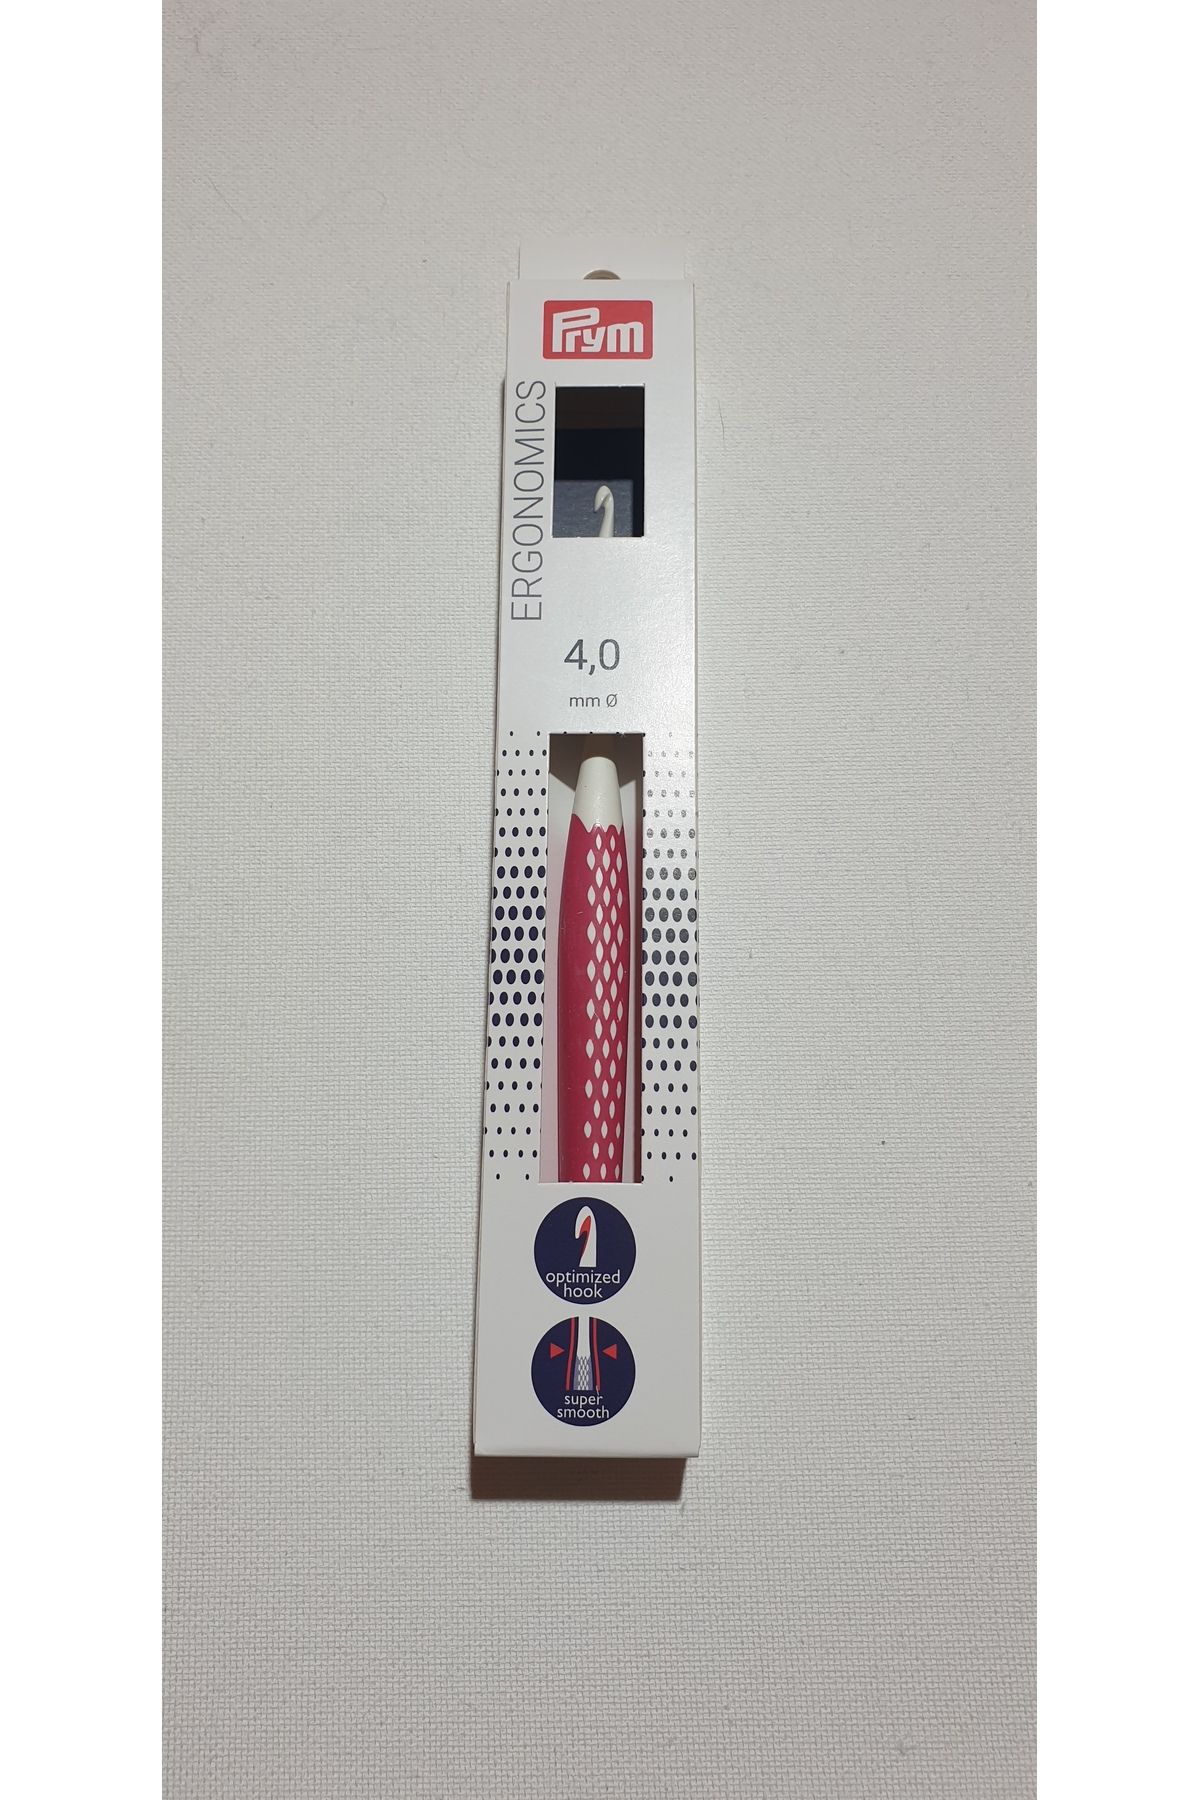 Prym
ERGONOMICS
4,0
mm Ø
optimized
hook
super
smooth